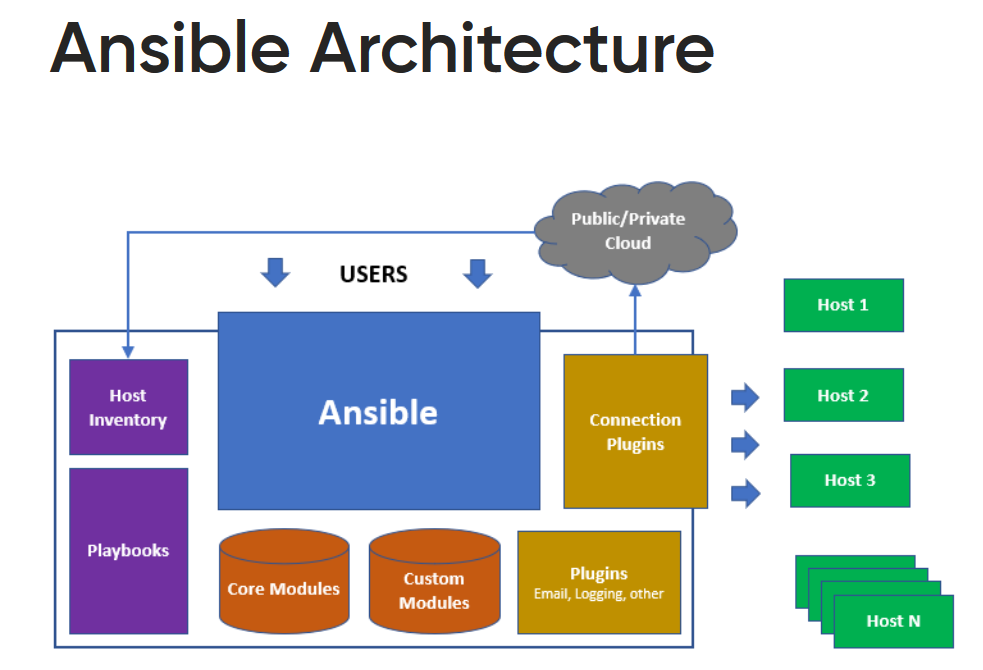 Ansible Architecture
Public/Private
Cloud
USERS
Host 1
Host
Inventory
Ansible
Connection
Plugins
Host 2
Host 3
Playbooks
Core Modules
Custom
Modules
Plugins
Email, Logging, other
Host N